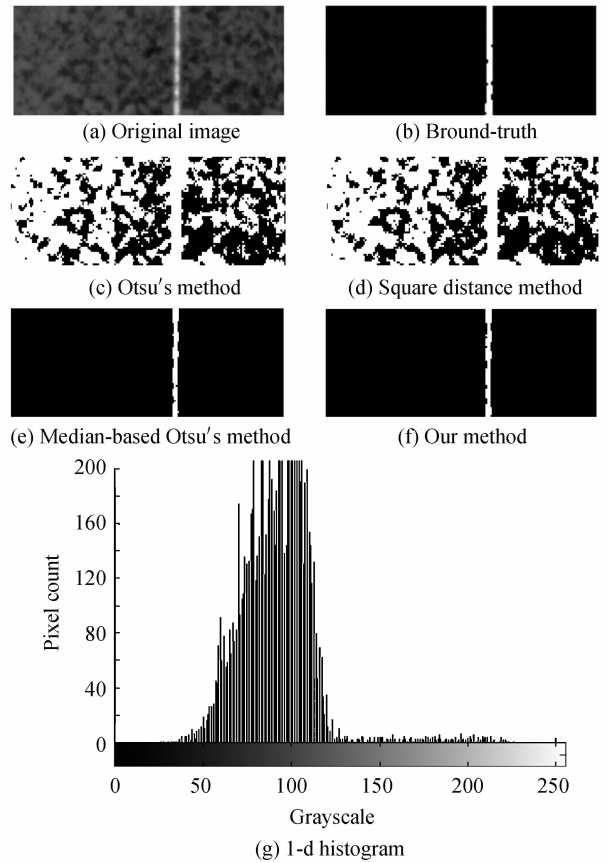 (a) Original image
(b) Bround-truth
(c) Otsu′s method
(d) Square distance method
(e) Median-based Otsu′s method
(f) Our method
200
160
120
80
40
0
Pixel count
0 50 100 150 200 250
Grayscale
(g) 1-d histogram